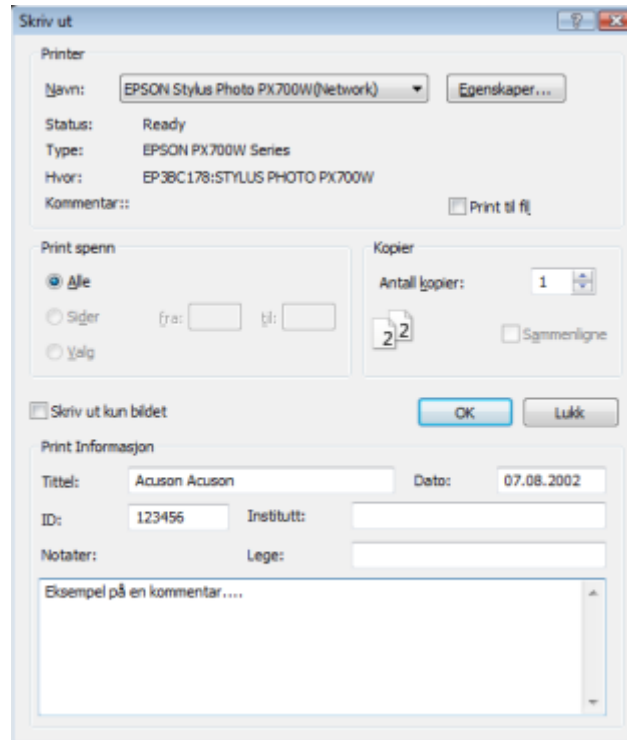 Skriv ut
Printer
Navn: EPSON Stylus Photo PX700W(Network) Egenskaper...
Status: Ready
Type: EPSON PX700W Series
Hvor: EP3BC178:STYLUS PHOTO PX700W
Kommentar:: Print til fil
Print spenn Kopier
Alle Antall kopier: 1
Sider fra: til: 2 2 Sammenligne
Valg
Skriv ut kun bildet OK Lukk
Print Informasjon
Tittel: Acuson Acuson Dato: 07.08.2002
ID: 123456 Institutt:
Notater: Lege:
Eksempel på en kommentar....